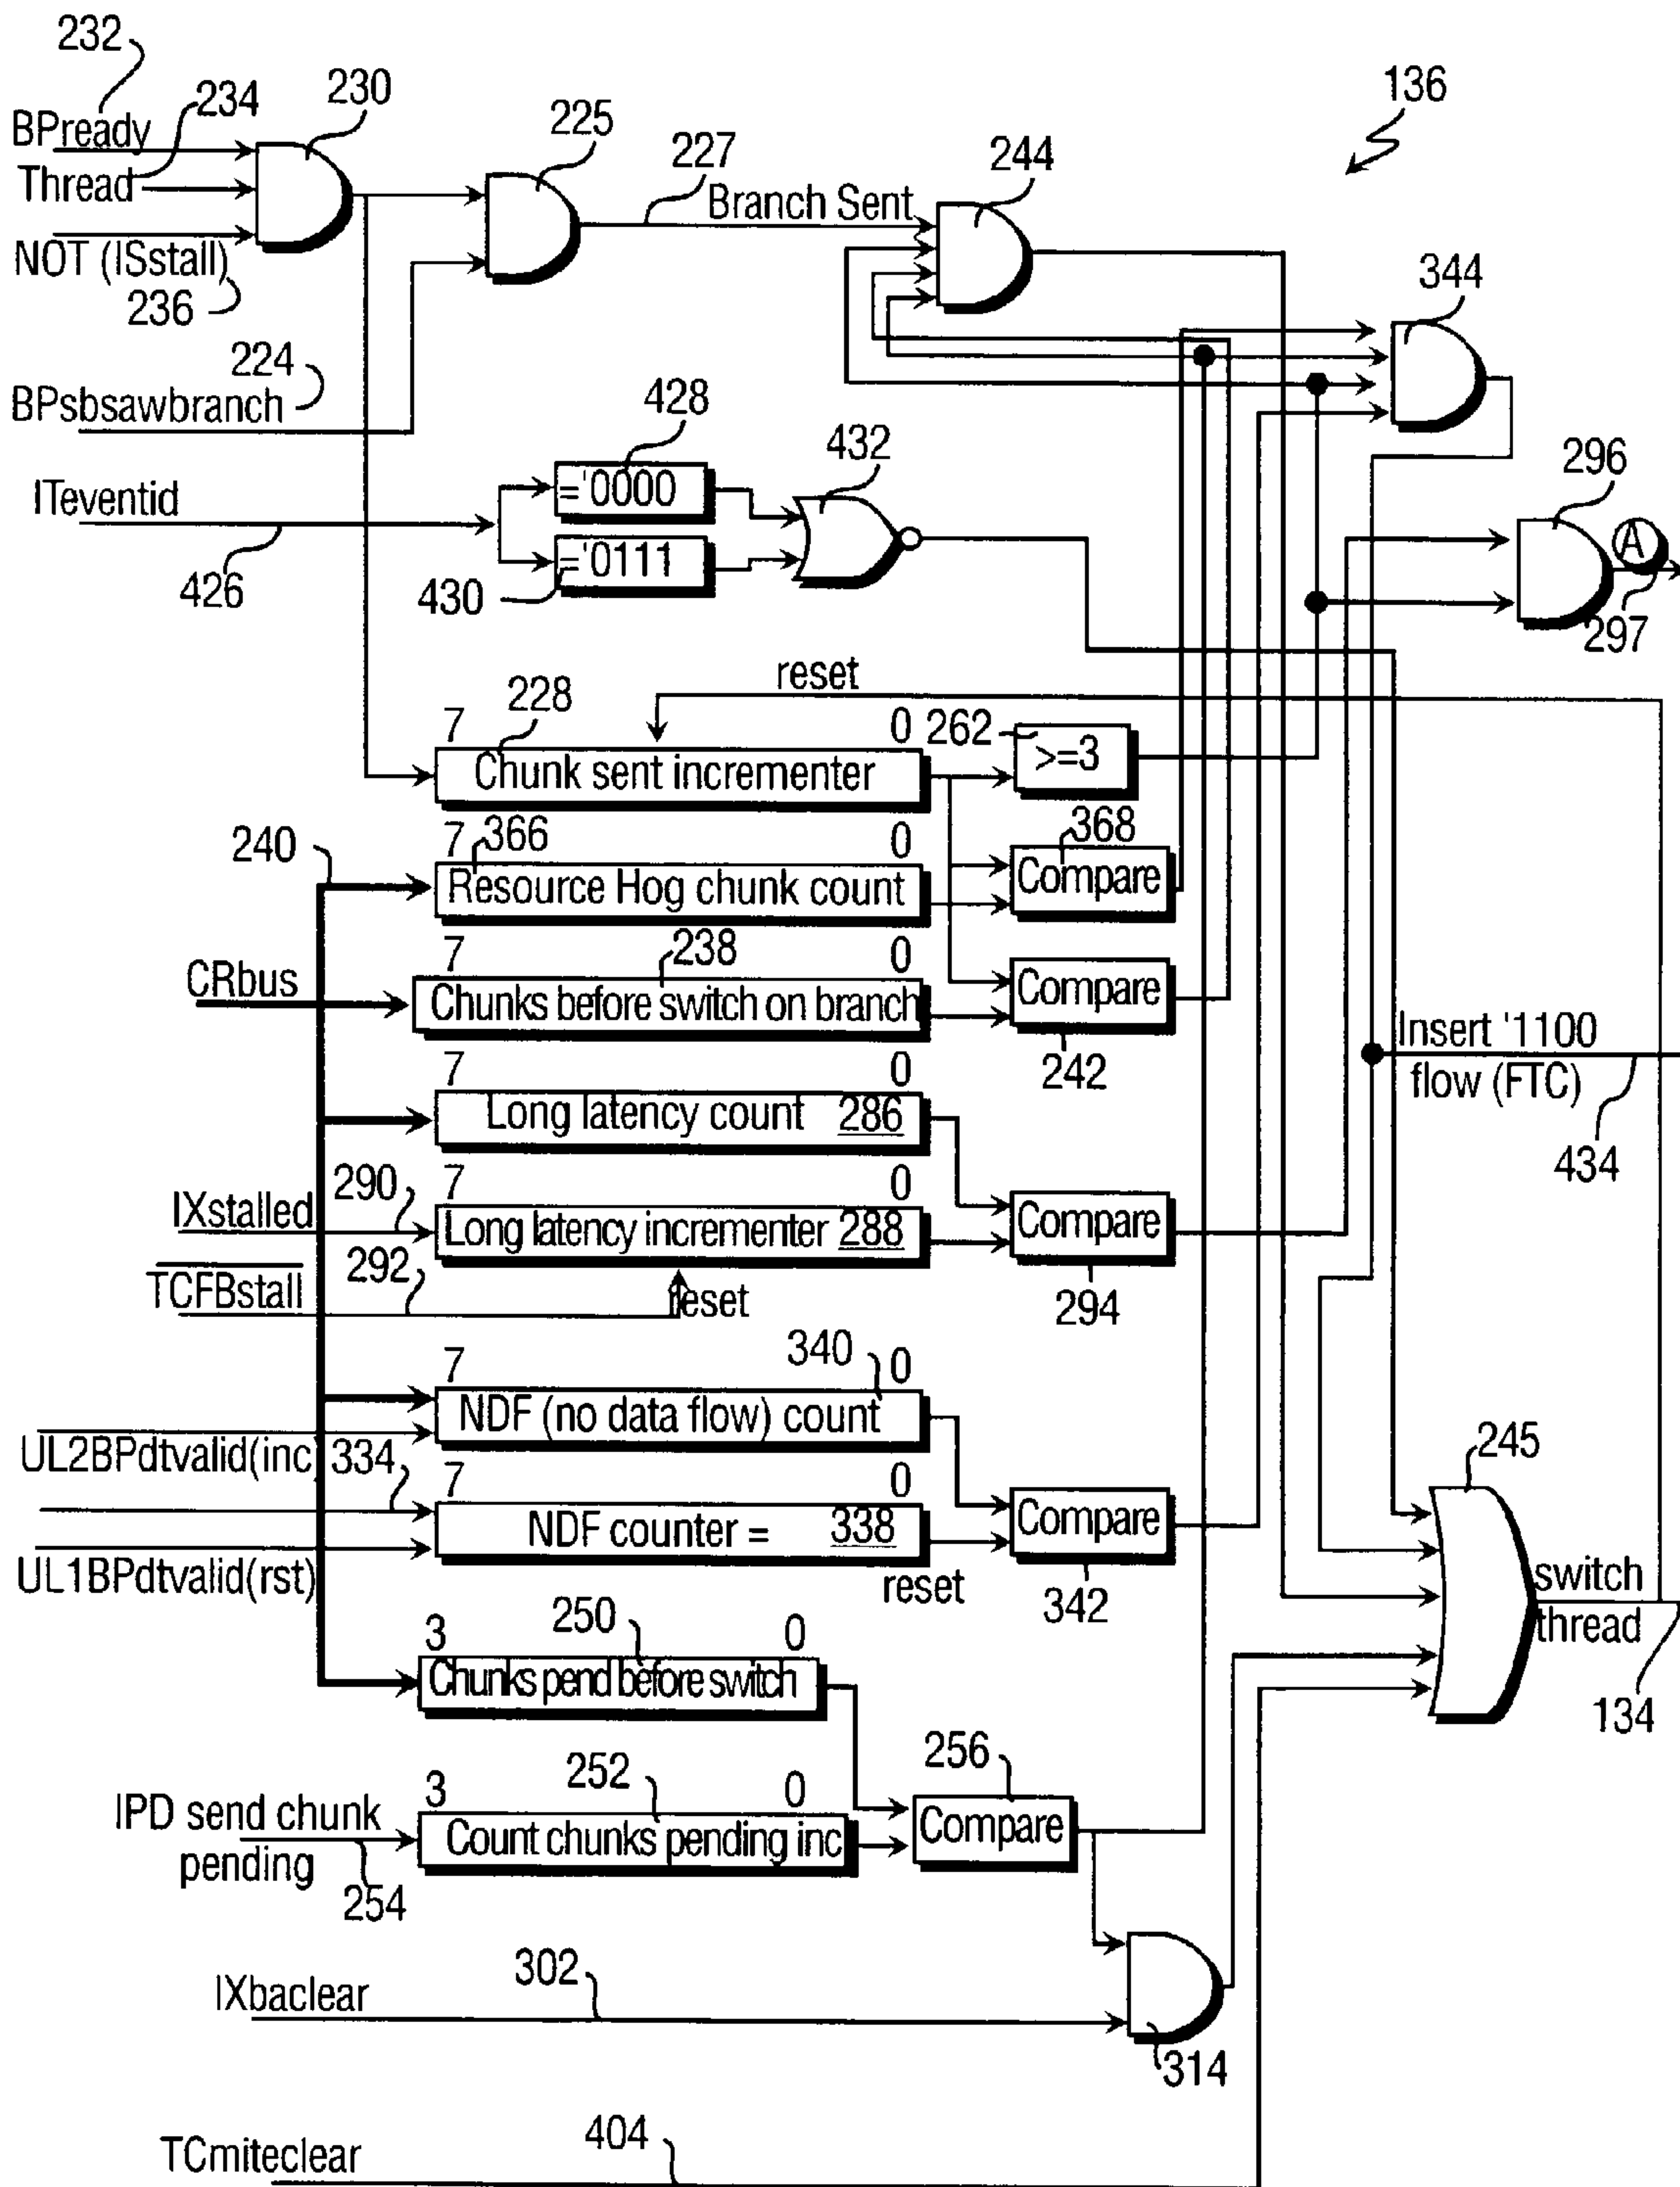 232
BPready
234
230
136
Thread
225
227
244
NOT (ISstall)
236
Branch Sent
344
224
BPsbsawbranch
428
432
296
ITeventid
='0000
A
='0111
426
430
297
reset
7
228
0
262
>=3
Chunk sent incrementer
240
7
366
0
368
Resource Hog chunk count
Compare
CRbus
7
238
0
Chunks before switch on branch
Compare
242
Insert '1100
flow (FTC)
434
7
0
Long latency count 286
IXstalled
290
7
0
Long latency incrementer 288
Compare
294
TCFBstall
292
reset
7
340
0
NDF (no data flow) count
UL2BPdtvalid(inc)
334
7
0
NDF counter = 338
Compare
342
UL1BPdtvalid(rst)
reset
245
switch
thread
134
3
250
0
Chunks pend before switch
3
252
0
256
IPD send chunk
pending
254
Count chunks pending inc
Compare
IXbaclear
302
314
TCmiteclear
404